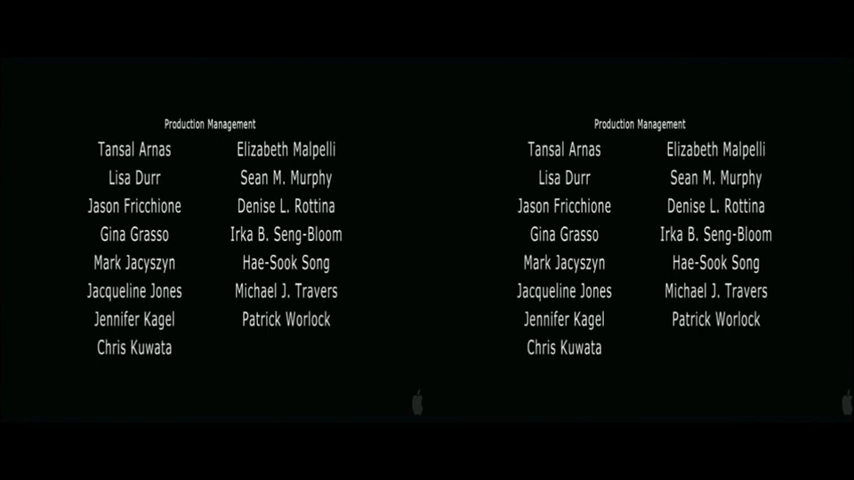 Production Management
Tansal Arnas Elizabeth Malpelli
Lisa Durr Sean M. Murphy
Jason Fricchione Denise L. Rottina
Gina Grasso Irka B. Seng-Bloom
Mark Jacyszyn Hae-Sook Song
Jacqueline Jones Michael J. Travers
Jennifer Kagel Patrick Worlock
Chris Kuwata
Production Management
Tansal Arnas Elizabeth Malpelli
Lisa Durr Sean M. Murphy
Jason Fricchione Denise L. Rottina
Gina Grasso Irka B. Seng-Bloom
Mark Jacyszyn Hae-Sook Song
Jacqueline Jones Michael J. Travers
Jennifer Kagel Patrick Worlock
Chris Kuwata